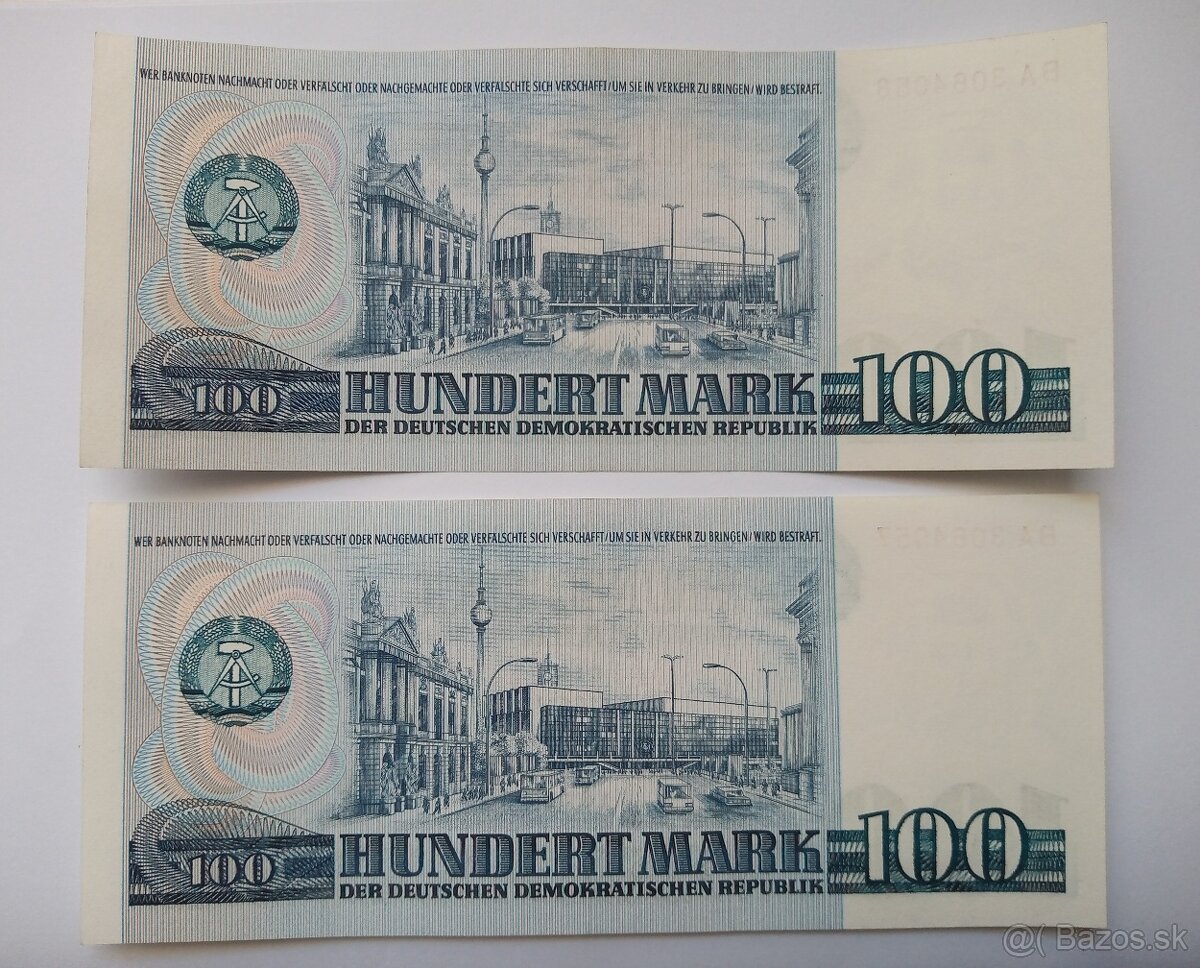 WER BANKNOTEN NACHMACHT ODER VERFÄLSCHT ODER NACHGEMACHTE ODER VERFÄLSCHTE SICH VERSCHAFFT/UM SIE IN VERKEHR ZU BRINGEN/WIRD BESTRAFT.
100
HUNDERT MARK
100
DER DEUTSCHEN DEMOKRATISCHEN REPUBLIK
WER BANKNOTEN NACHMACHT ODER VERFÄLSCHT ODER NACHGEMACHTE ODER VERFÄLSCHTE SICH VERSCHAFFT/UM SIE IN VERKEHR ZU BRINGEN/WIRD BESTRAFT.
100
HUNDERT MARK
100
DER DEUTSCHEN DEMOKRATISCHEN REPUBLIK
@( Bazos.sk